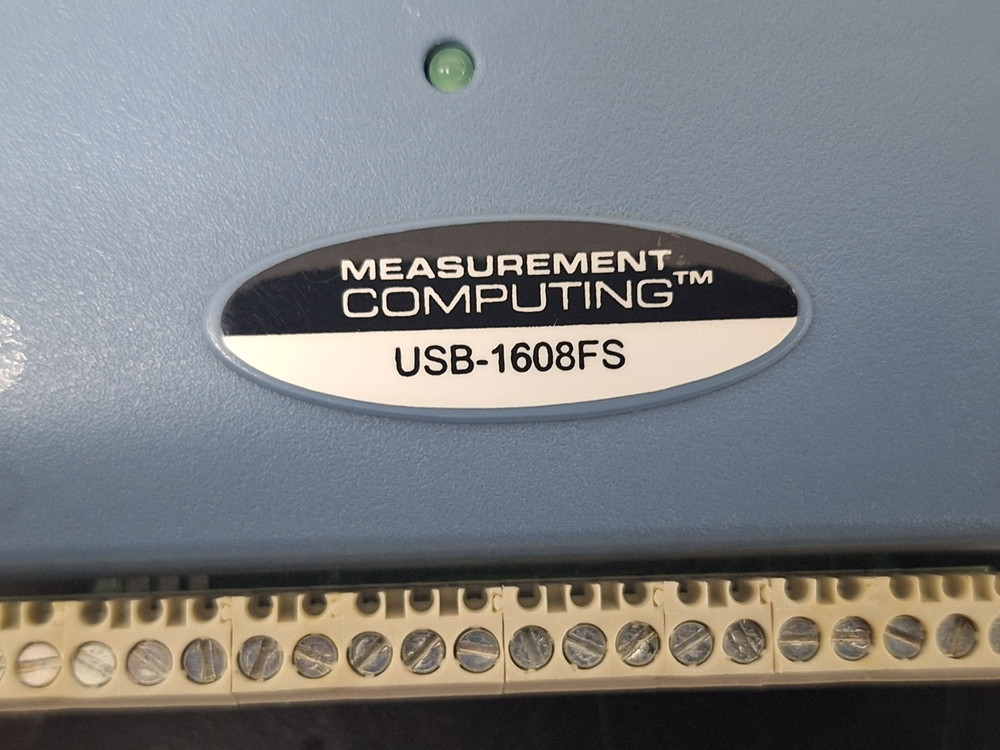 MEASUREMENT
COMPUTING™
USB-1608FS